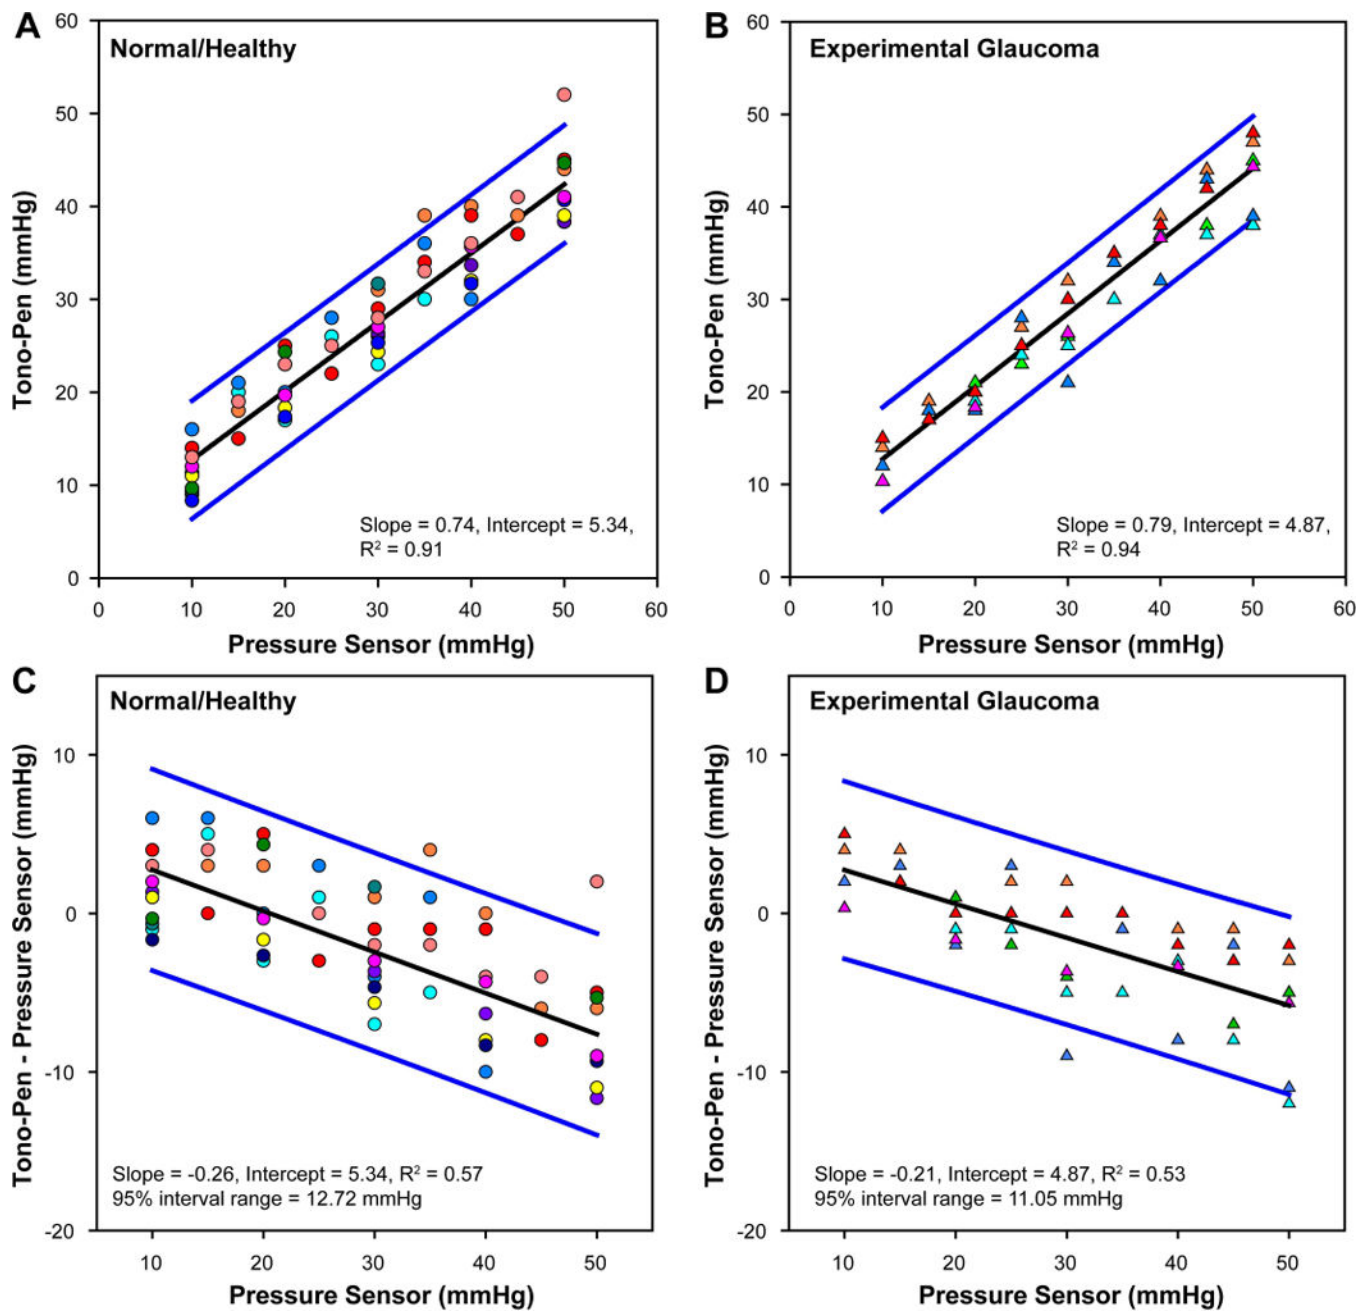 A
Normal/Healthy
60
50
40
30
20
10
0
Tono-Pen (mmHg)
Slope = 0.74, Intercept = 5.34,
R² = 0.91
0 10 20 30 40 50 60
Pressure Sensor (mmHg)
B
Experimental Glaucoma
60
50
40
30
20
10
0
Tono-Pen (mmHg)
Slope = 0.79, Intercept = 4.87,
R² = 0.94
0 10 20 30 40 50 60
Pressure Sensor (mmHg)
C
Normal/Healthy
10
0
-10
-20
Tono-Pen - Pressure Sensor (mmHg)
Slope = -0.26, Intercept = 5.34, R² = 0.57
95% interval range = 12.72 mmHg
10 20 30 40 50
Pressure Sensor (mmHg)
D
Experimental Glaucoma
10
0
-10
-20
Tono-Pen - Pressure Sensor (mmHg)
Slope = -0.21, Intercept = 4.87, R² = 0.53
95% interval range = 11.05 mmHg
10 20 30 40 50
Pressure Sensor (mmHg)